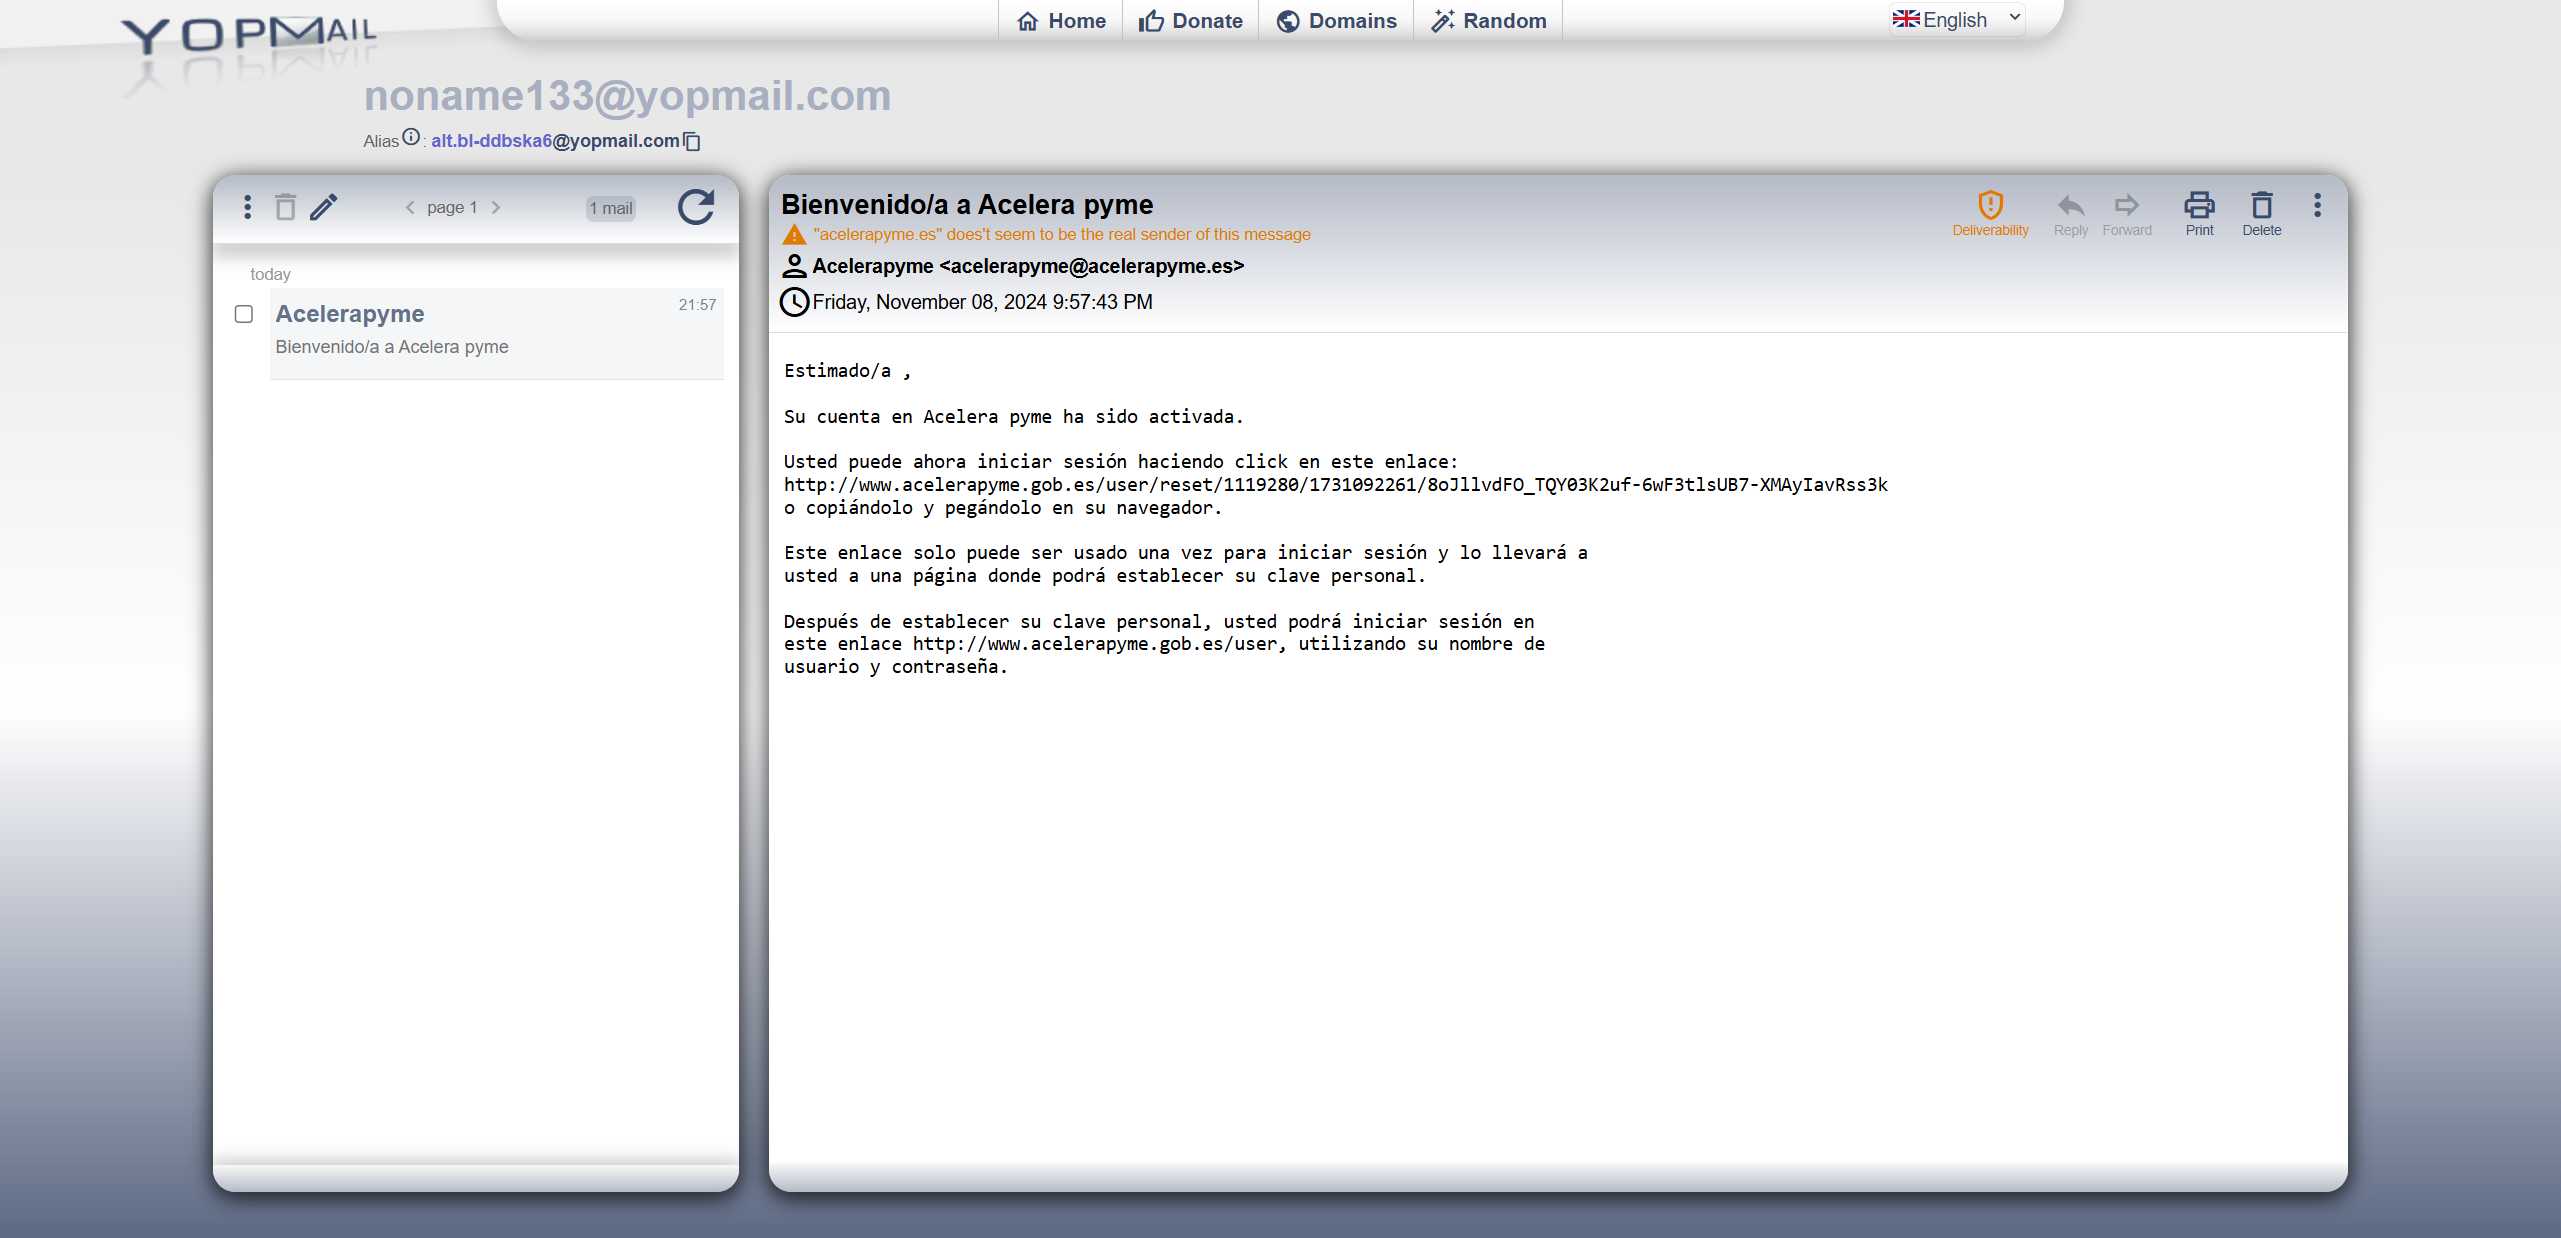 YOPMAIL
Home
Donate
Domains
Random
English
noname133@yopmail.com
Alias : alt.bl-ddbska6@yopmail.com
page 1
1 mail
today
Acelerapyme
21:57
Bienvenido/a a Acelera pyme
Bienvenido/a a Acelera pyme
"acelerapyme.es" does't seem to be the real sender of this message
Acelerapyme <acelerapyme@acelerapyme.es>
Friday, November 08, 2024 9:57:43 PM
Deliverability
Reply
Forward
Print
Delete
Estimado/a ,
Su cuenta en Acelera pyme ha sido activada.
Usted puede ahora iniciar sesión haciendo click en este enlace:
http://www.acelerapyme.gob.es/user/reset/1119280/1731092261/8oJllvdFO_TQY03K2uf-6wF3tlsUB7-XMAyIavRss3k
o copiándolo y pegándolo en su navegador.
Este enlace solo puede ser usado una vez para iniciar sesión y lo llevará a
usted a una página donde podrá establecer su clave personal.
Después de establecer su clave personal, usted podrá iniciar sesión en
este enlace http://www.acelerapyme.gob.es/user, utilizando su nombre de
usuario y contraseña.